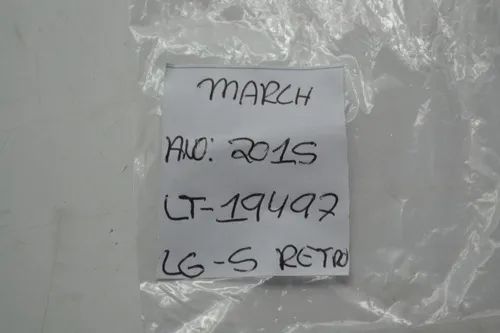 MARCH
ANO: 2015
LT-19497
LG-S RETRO